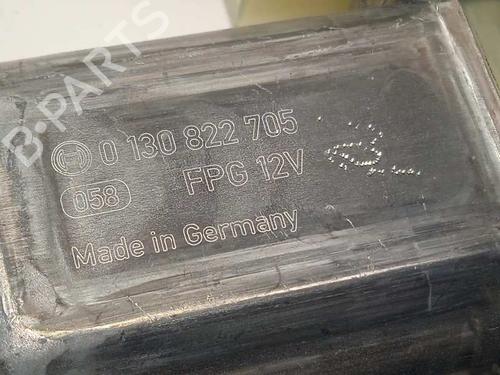 0 130 822 705
058 FPG 12V
Made in Germany
B-PARTS